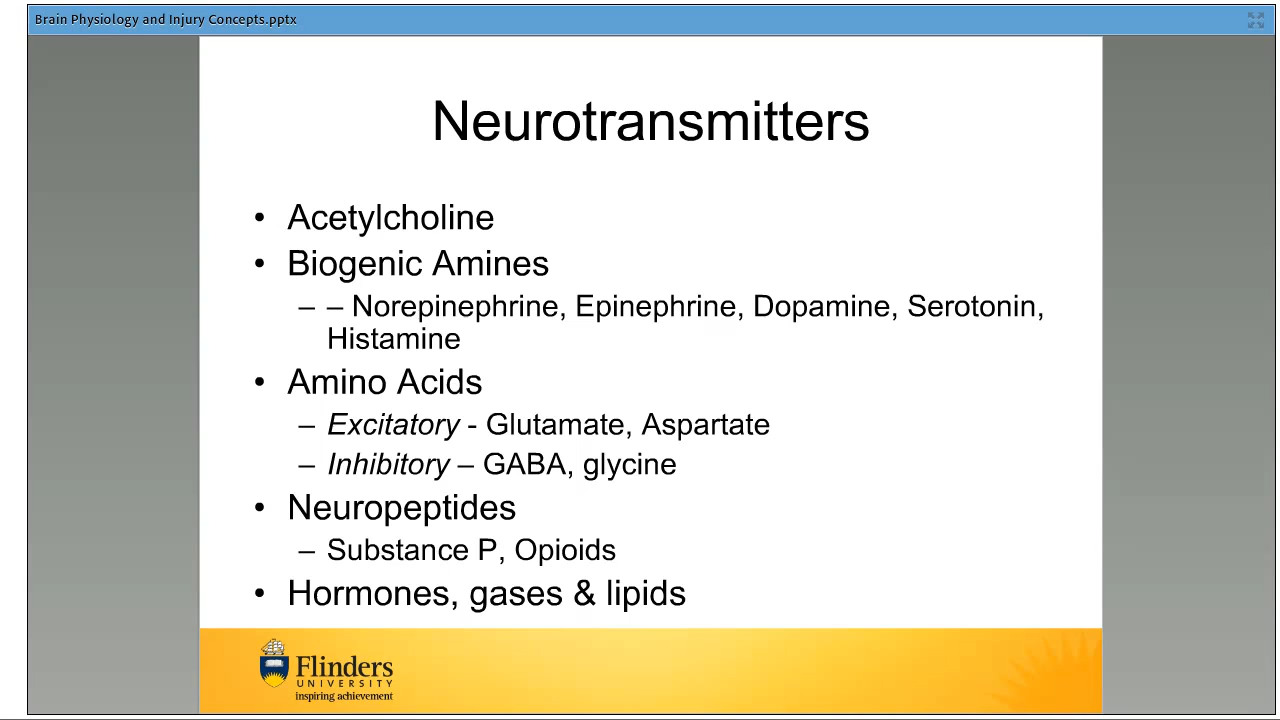 Brain Physiology and Injury Concepts.pptx
Neurotransmitters
• Acetylcholine
• Biogenic Amines
– – Norepinephrine, Epinephrine, Dopamine, Serotonin,
Histamine
• Amino Acids
– Excitatory - Glutamate, Aspartate
– Inhibitory – GABA, glycine
• Neuropeptides
– Substance P, Opioids
• Hormones, gases & lipids
Flinders
UNIVERSITY
inspiring achievement